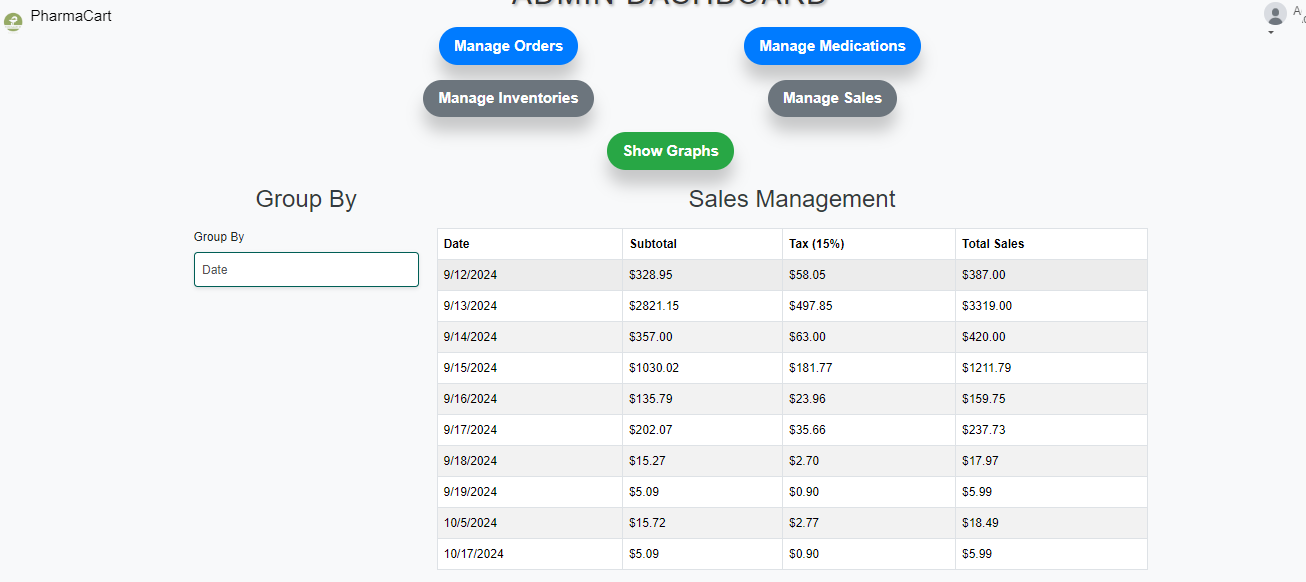 ADMIN DASHBOARD
PharmaCart
A
Manage Orders
Manage Medications
Manage Inventories
Manage Sales
Show Graphs
Group By
Sales Management
Group By
Date
Date Subtotal Tax (15%) Total Sales
9/12/2024 $328.95 $58.05 $387.00
9/13/2024 $2821.15 $497.85 $3319.00
9/14/2024 $357.00 $63.00 $420.00
9/15/2024 $1030.02 $181.77 $1211.79
9/16/2024 $135.79 $23.96 $159.75
9/17/2024 $202.07 $35.66 $237.73
9/18/2024 $15.27 $2.70 $17.97
9/19/2024 $5.09 $0.90 $5.99
10/5/2024 $15.72 $2.77 $18.49
10/17/2024 $5.09 $0.90 $5.99